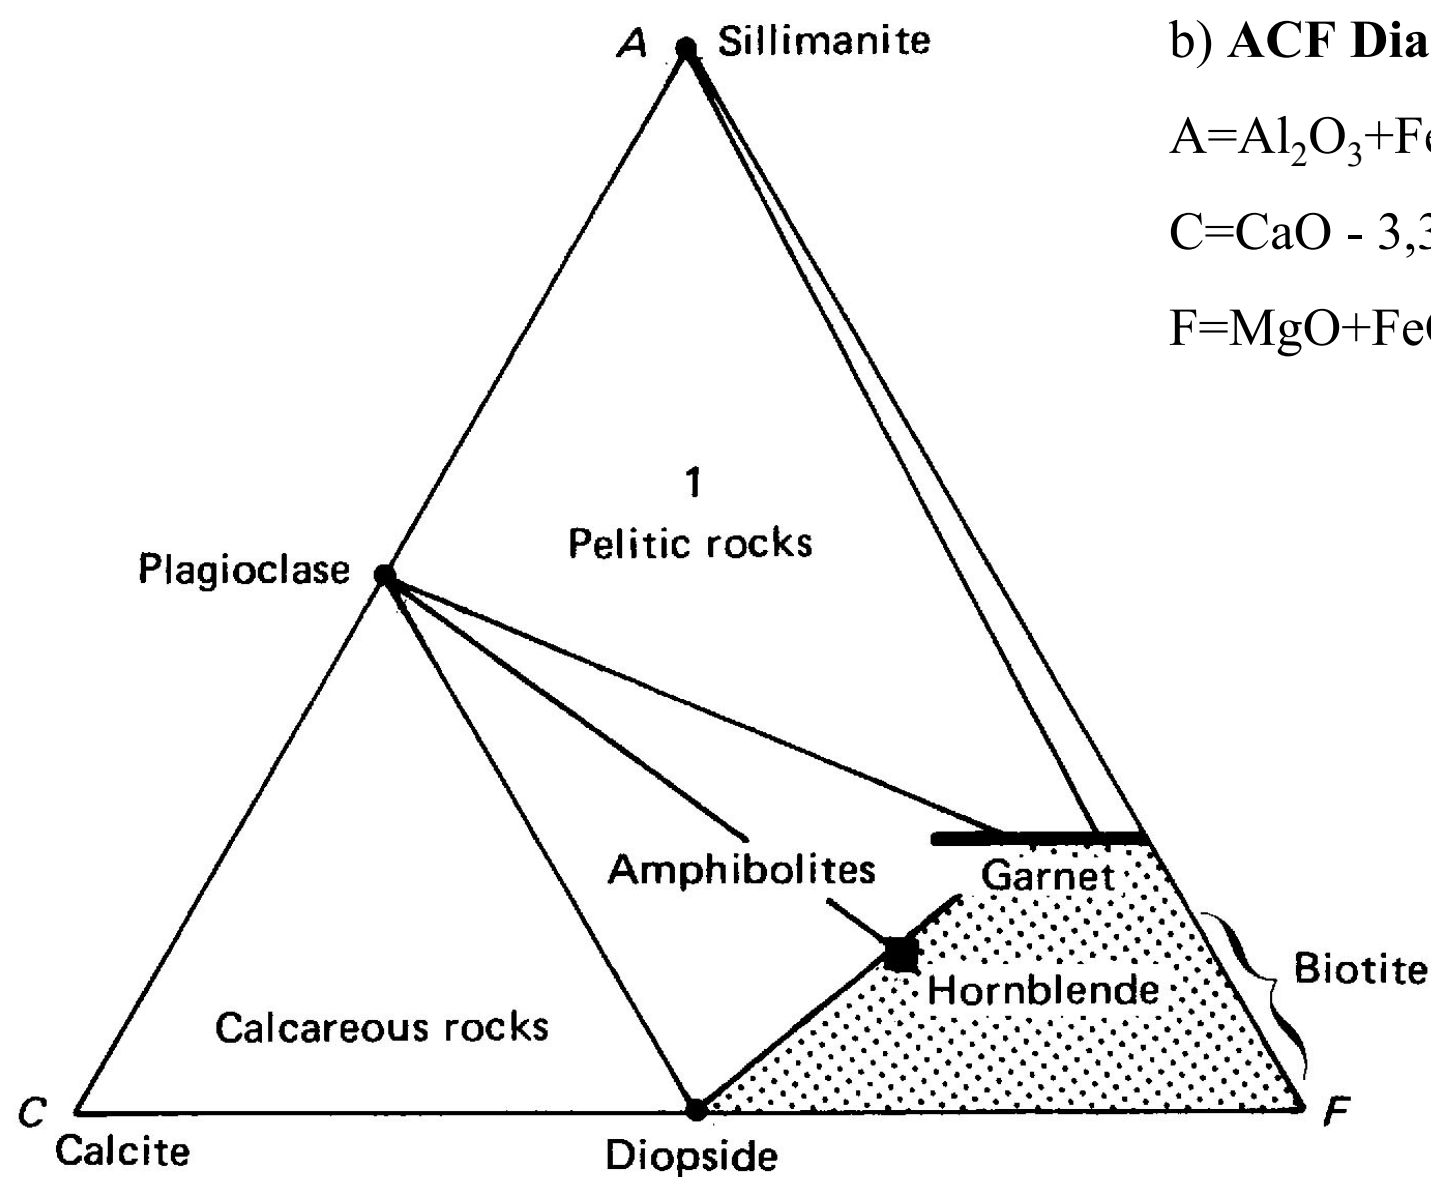 A Sillimanite
b) ACF Dia
A=Al₂O₃+Fe
C=CaO - 3,3
F=MgO+Fe
1
Pelitic rocks
Plagioclase
Amphibolites
Garnet
Biotite
Hornblende
Calcareous rocks
C
F
Calcite
Diopside